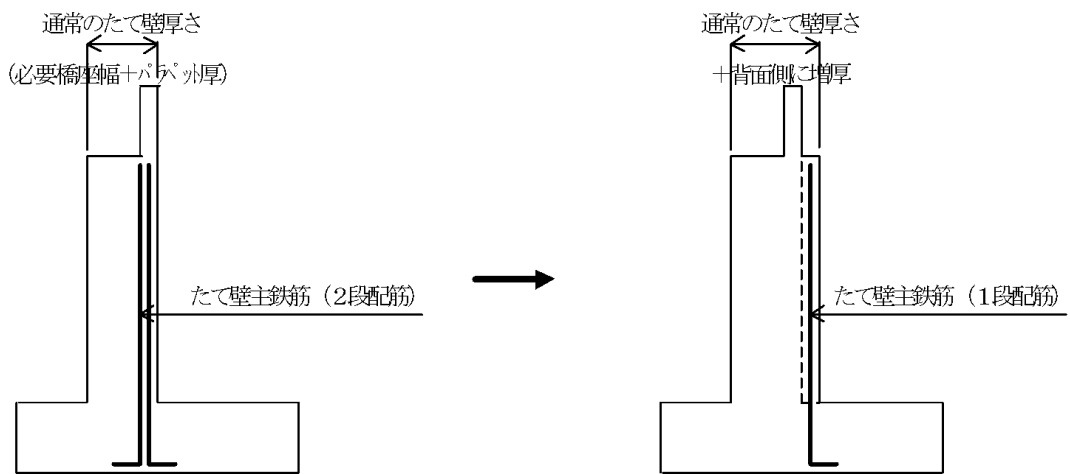 通常のたて壁厚さ
(必要橋座幅＋パラペット厚)
たて壁主鉄筋（2段配筋）
通常のたて壁厚さ
＋背面側に増厚
たて壁主鉄筋（1段配筋）